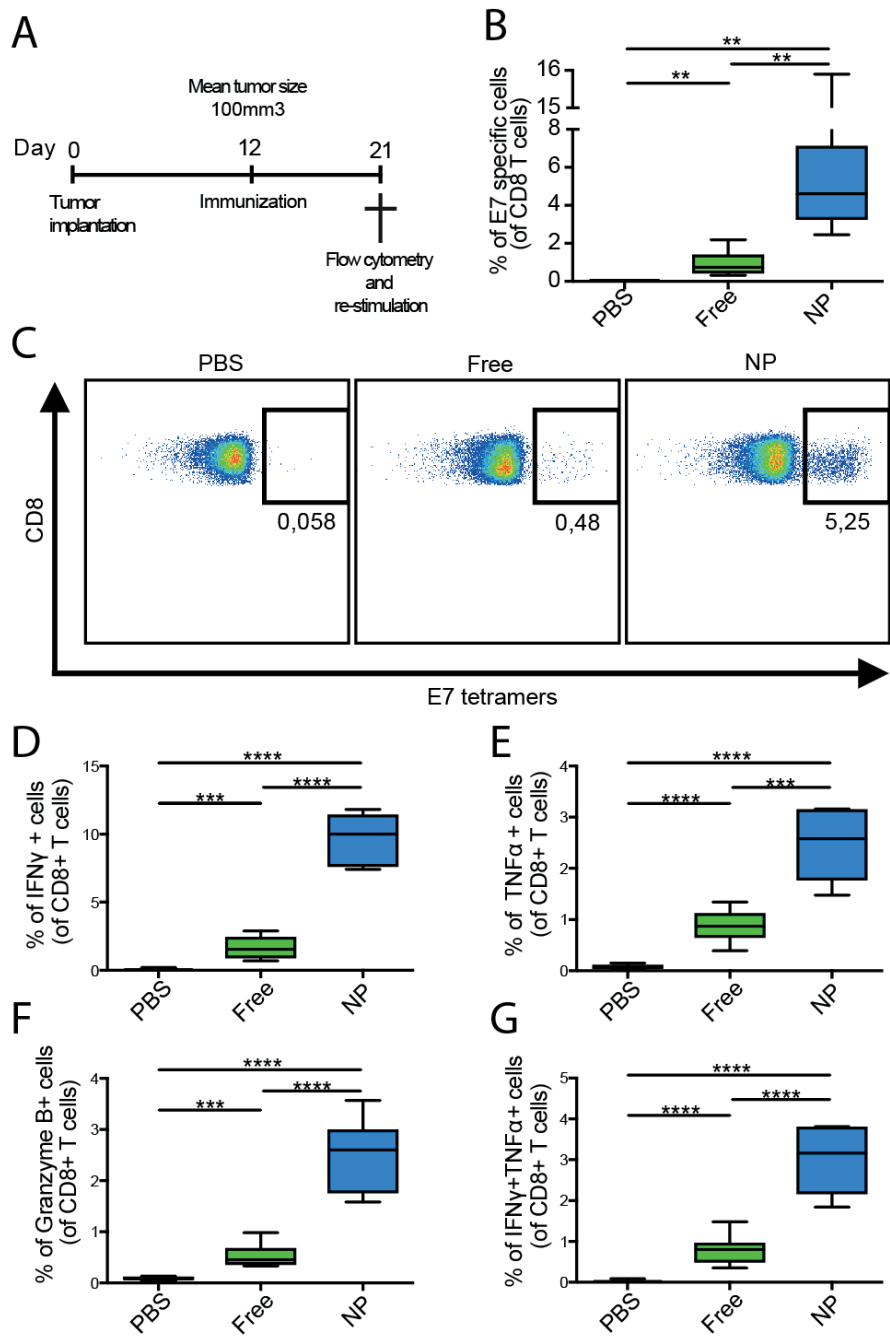 A
Mean tumor size
100mm3
Day 0 12 21
Tumor
implantation
Immunization
Flow cytometry
and
re-stimulation
B
**
** **
% of E7 specific cells
(of CD8 T cells)
16
15
8
6
4
2
0
PBS Free NP
C
PBS Free NP
CD8
0,058 0,48 5,25
E7 tetramers
D
****
*** ****
% of IFNγ + cells
(of CD8+ T cells)
15
10
5
0
PBS Free NP
E
****
**** ***
% of TNFα + cells
(of CD8+ T cells)
4
3
2
1
0
PBS Free NP
F
****
*** ****
% of Granzyme B+ cells
(of CD8+ T cells)
4
3
2
1
0
PBS Free NP
G
****
**** ****
% of IFNγ+TNFα+ cells
(of CD8+ T cells)
5
4
3
2
1
0
PBS Free NP